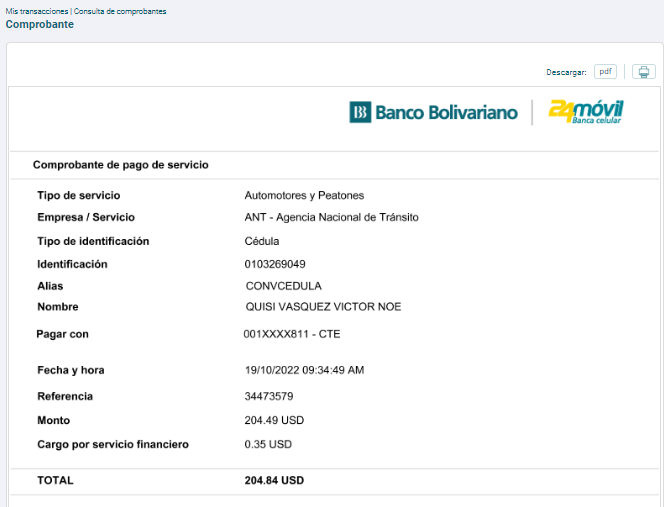 Mis transacciones | Consulta de comprobantes
Comprobante
Descargar: pdf
Banco Bolivariano | 24móvil
Banca celular
Comprobante de pago de servicio
Tipo de servicio Automotores y Peatones
Empresa / Servicio ANT - Agencia Nacional de Tránsito
Tipo de identificación Cédula
Identificación 0103269049
Alias CONVCEDULA
Nombre QUISI VASQUEZ VICTOR NOE
Pagar con 001XXXX811 - CTE
Fecha y hora 19/10/2022 09:34:49 AM
Referencia 34473579
Monto 204.49 USD
Cargo por servicio financiero 0.35 USD
TOTAL 204.84 USD